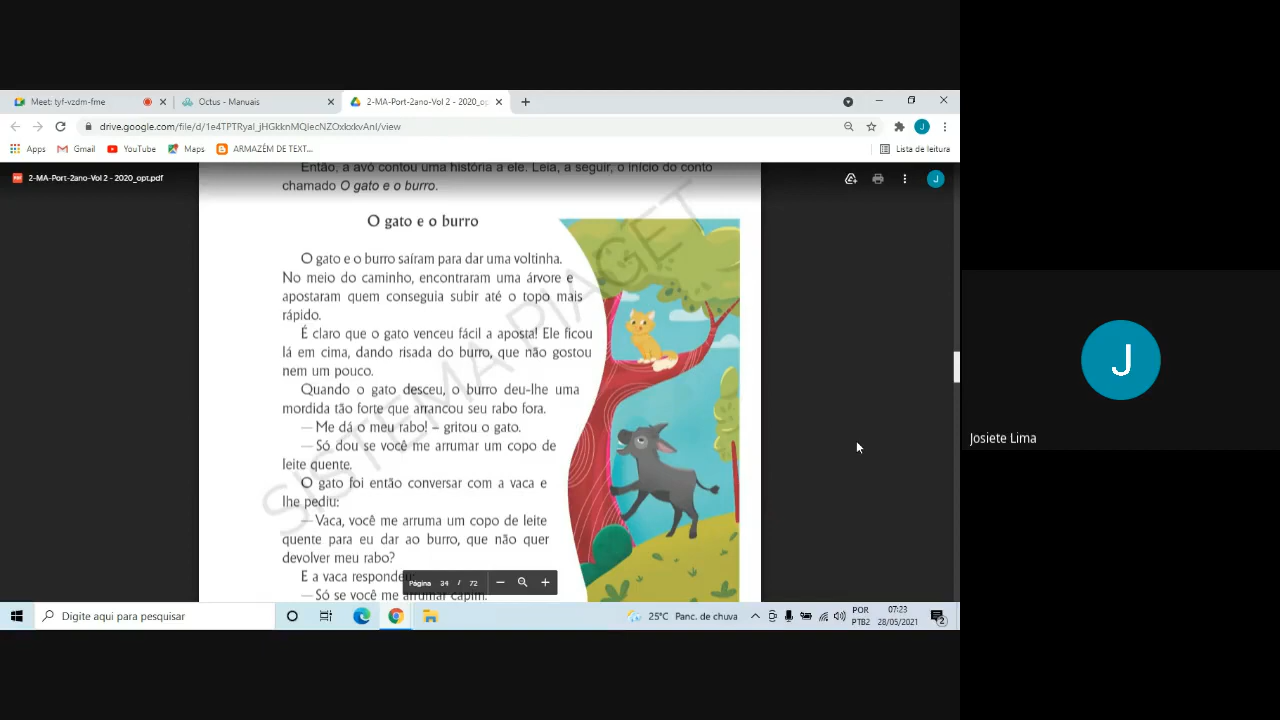 Meet: tyf-vzdm-fme
Octus - Manuais
2-MA-Port-2ano-Vol 2 - 2020_op
drive.google.com/file/d/1e4TPTRyaI_jHGkknMQIecNZOxkxkvAnI/view
Apps
Gmail
YouTube
Maps
ARMAZÉM DE TEXT...
Lista de leitura
2-MA-Port-2ano-Vol 2 - 2020_opt.pdf
J
Então, a avó contou uma história a ele. Leia, a seguir, o início do conto
chamado O gato e o burro.
O gato e o burro
O gato e o burro saíram para dar uma voltinha.
No meio do caminho, encontraram uma árvore e
apostaram quem conseguia subir até o topo mais
rápido.
É claro que o gato venceu fácil a aposta! Ele ficou
lá em cima, dando risada do burro, que não gostou
nem um pouco.
Quando o gato desceu, o burro deu-lhe uma
mordida tão forte que arrancou seu rabo fora.
— Me dá o meu rabo! – gritou o gato.
— Só dou se você me arrumar um copo de
leite quente.
O gato foi então conversar com a vaca e
lhe pediu:
— Vaca, você me arruma um copo de leite
quente para eu dar ao burro, que não quer
devolver meu rabo?
E a vaca respondeu:
— Só se você me arrumar capim.
SISTEMA PIAGET
Página 34 / 72
J
Josiete Lima
Digite aqui para pesquisar
25°C Panc. de chuva
POR
PTB2
07:23
28/05/2021
2